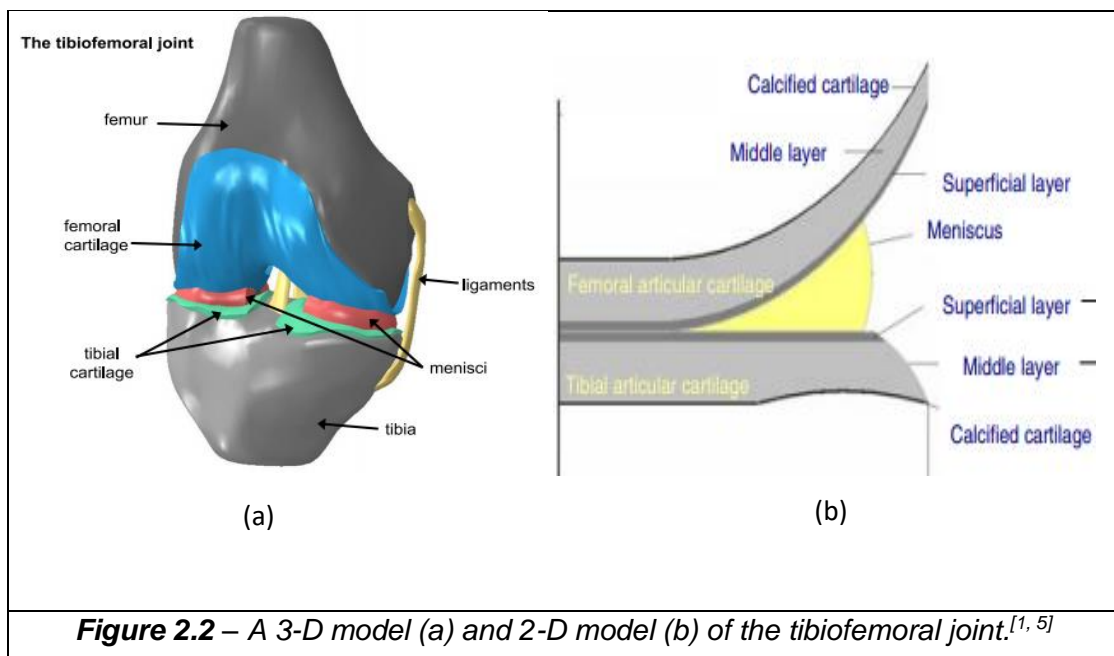 The tibiofemoral joint
femur
femoral
cartilage
ligaments
tibial
cartilage
menisci
tibia
(a)
Calcified cartilage
Middle layer
Superficial layer
Meniscus
Femoral articular cartilage
Superficial layer
Middle layer
Tibial articular cartilage
Calcified cartilage
(b)
Figure 2.2 – A 3-D model (a) and 2-D model (b) of the tibiofemoral joint.[1, 5]